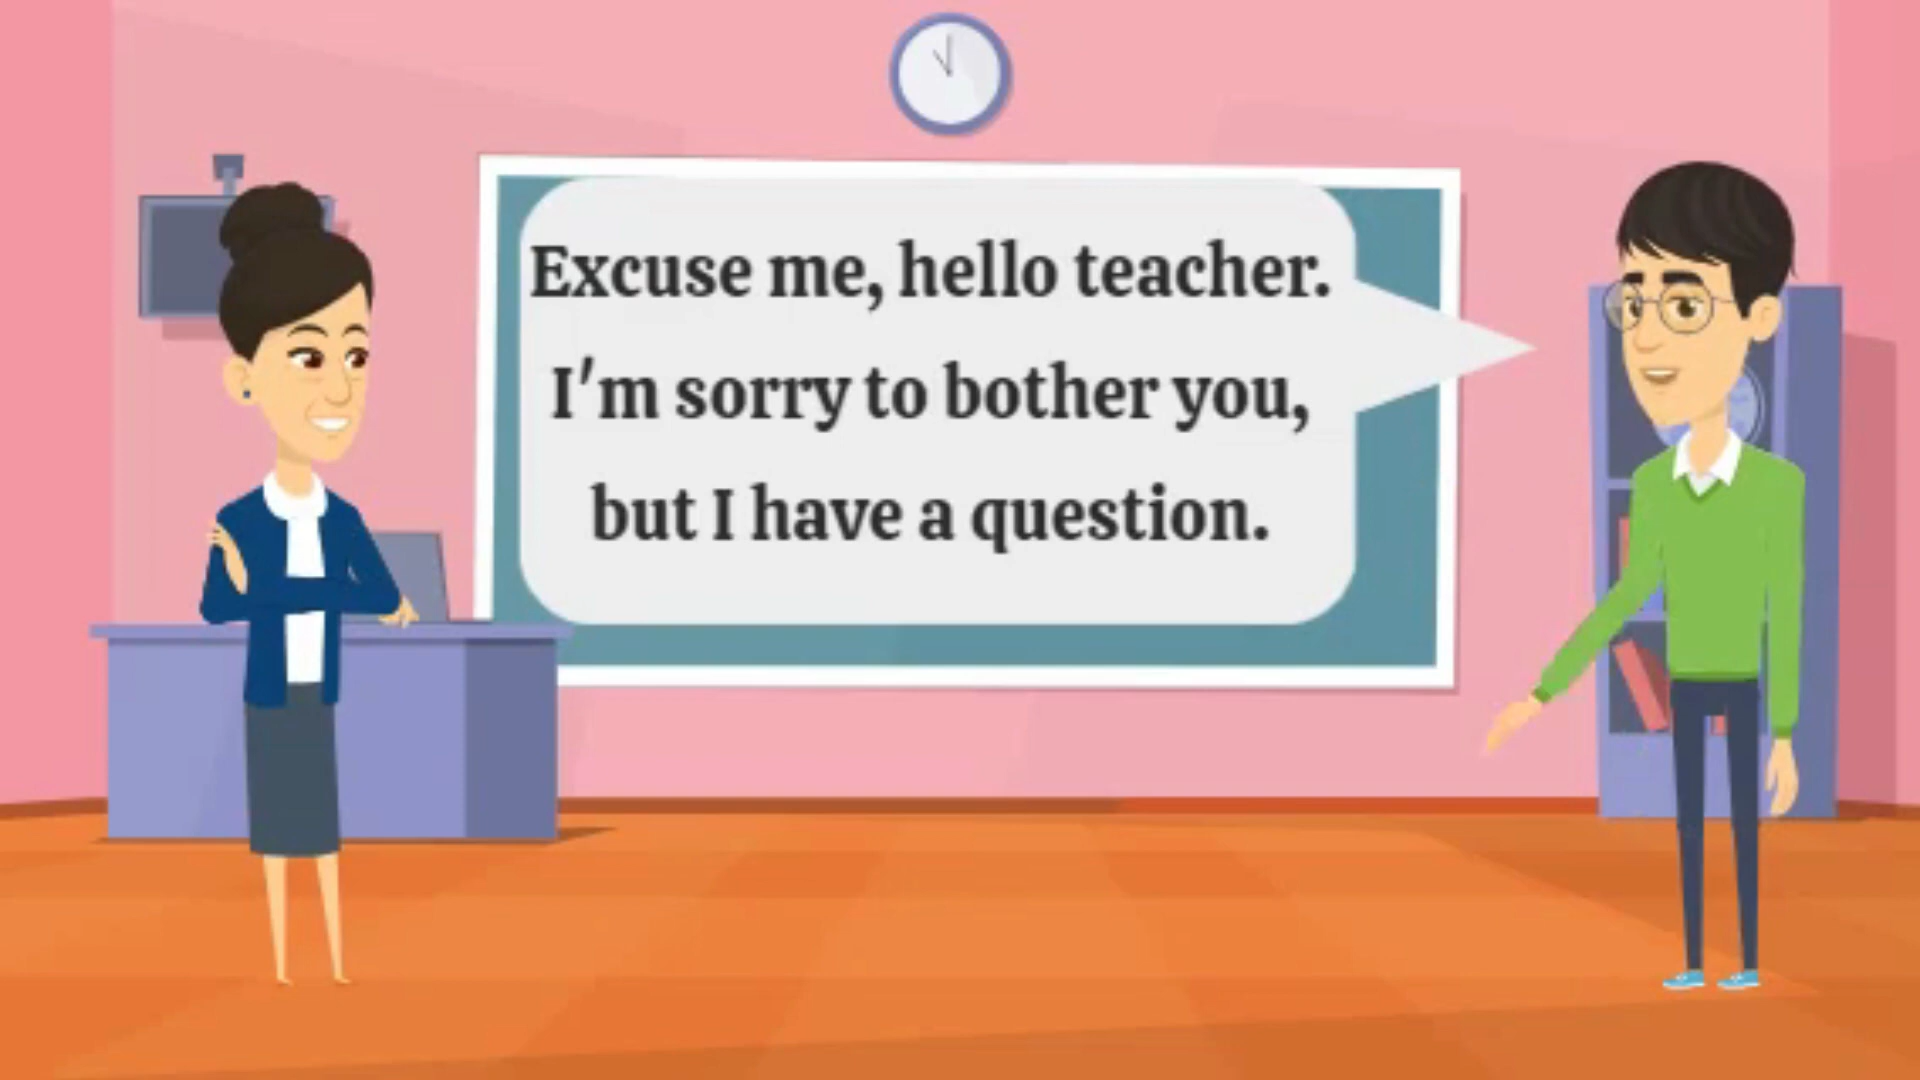 Excuse me, hello teacher.
I'm sorry to bother you,
but I have a question.